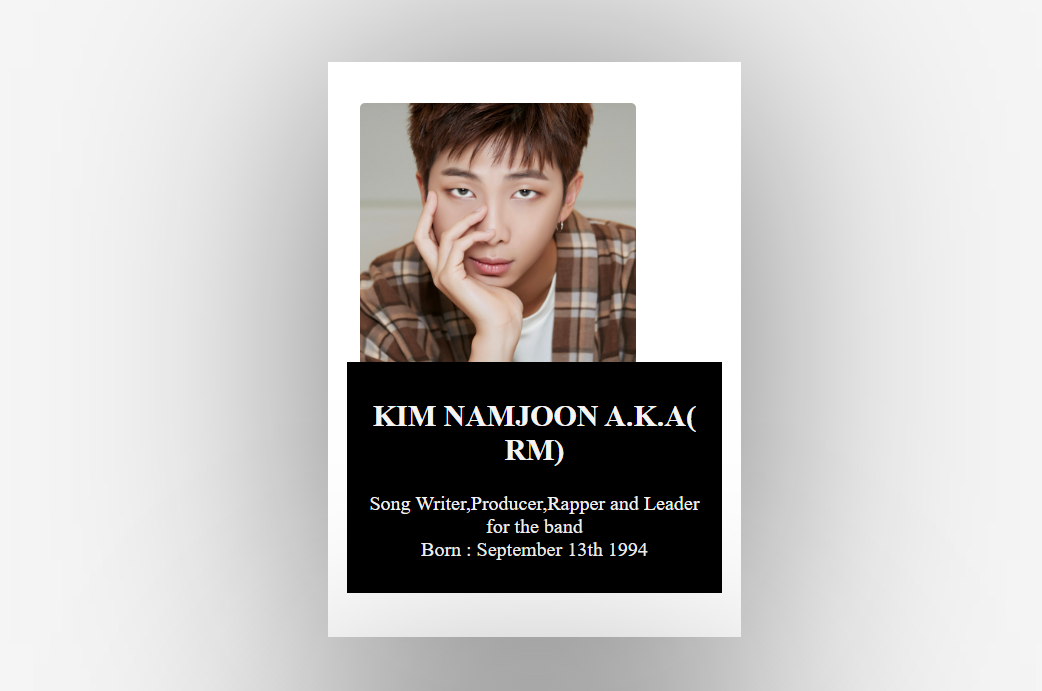 KIM NAMJOON A.K.A(
RM)
Song Writer,Producer,Rapper and Leader
for the band
Born : September 13th 1994